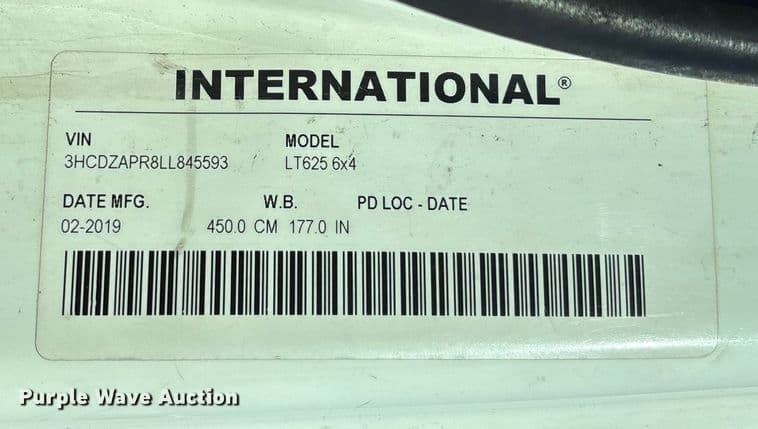 INTERNATIONAL®
VIN MODEL
3HCDZAPR8LL845593 LT625 6x4
DATE MFG. W.B. PD LOC - DATE
02-2019 450.0 CM 177.0 IN
Purple Wave Auction